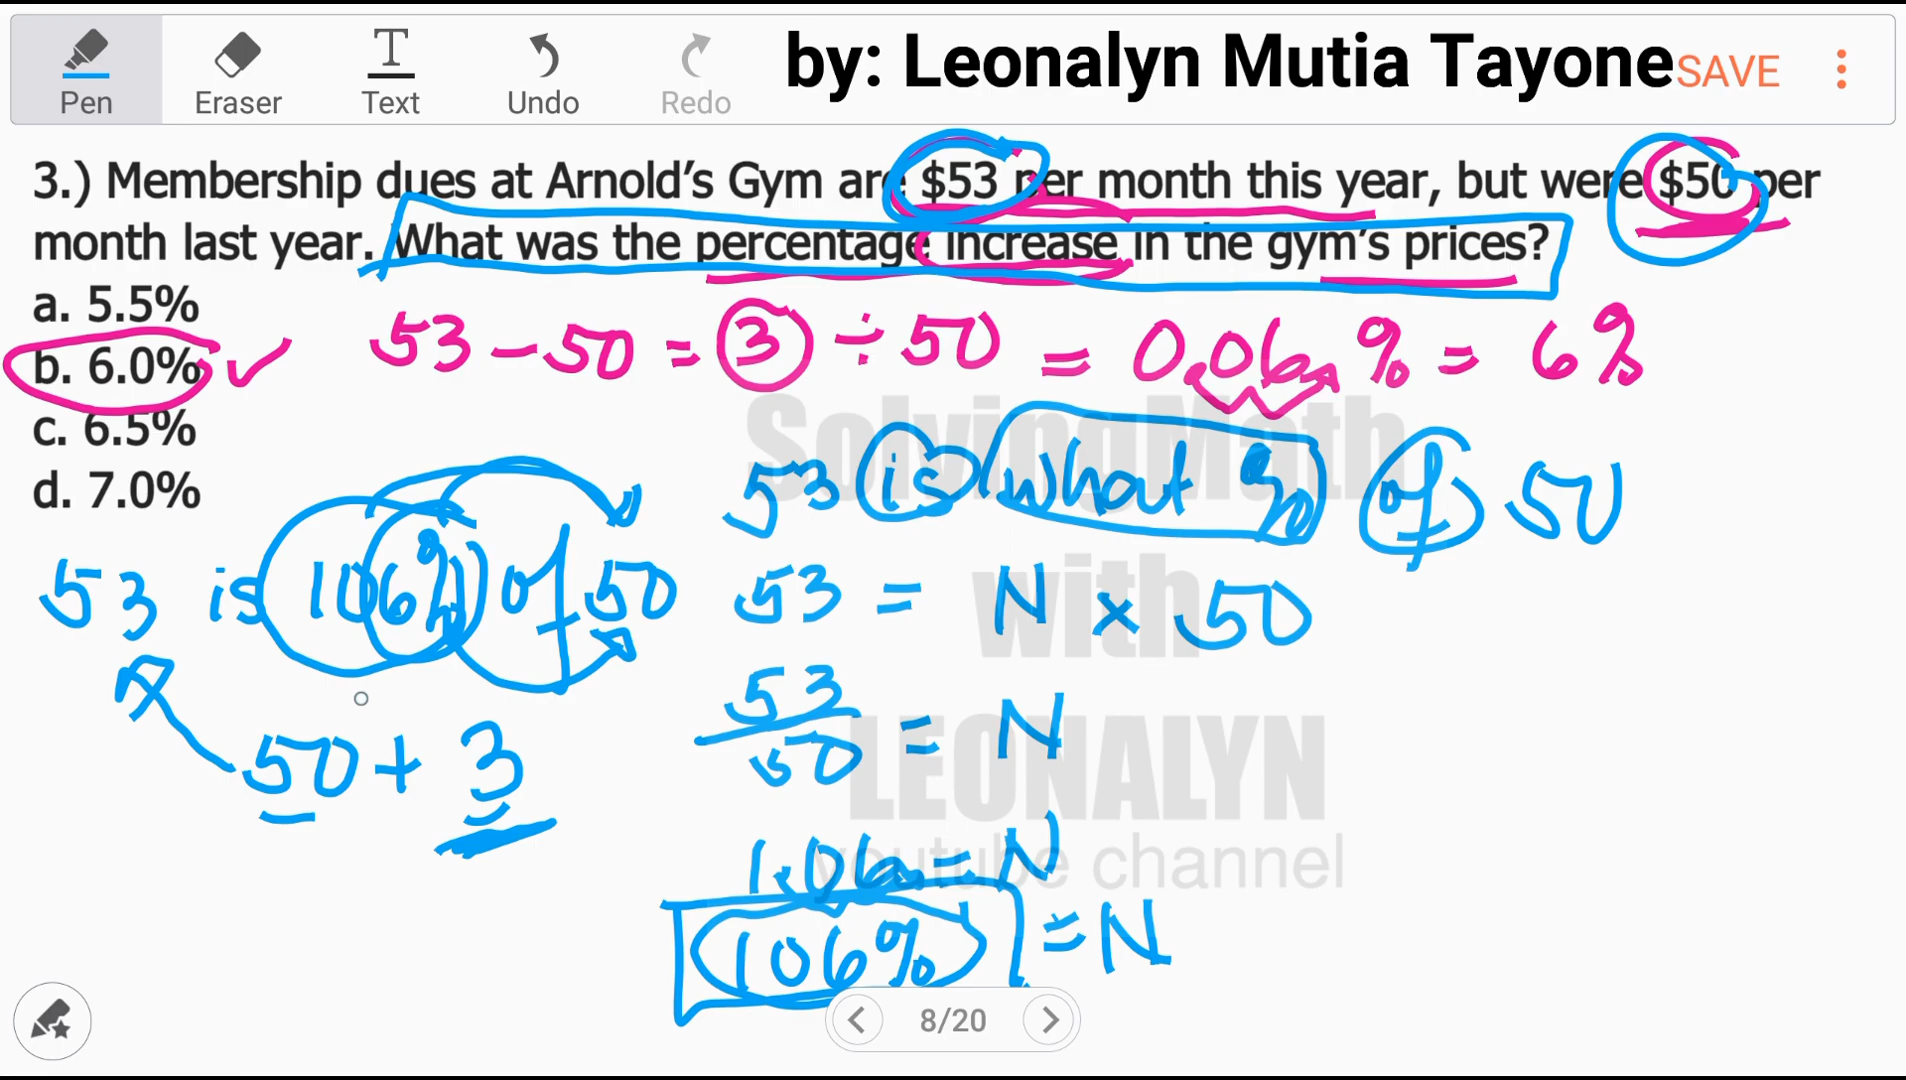 by: Leonalyn Mutia Tayone
Pen Eraser Text Undo Redo SAVE
3.) Membership dues at Arnold's Gym are $53 per month this year, but were $50 per
month last year. What was the percentage increase in the gym's prices?
a. 5.5%
b. 6.0%
c. 6.5%
d. 7.0%
53 - 50 = 3 ÷ 50 = 0.06 % = 6%
SolvingMath
with
LEONALYN
youtube channel
53 is what % of 50
53 is 106% of 50
53 = N x 50
53/50 = N
50 + 3
1.06 = N
106% = N
8/20